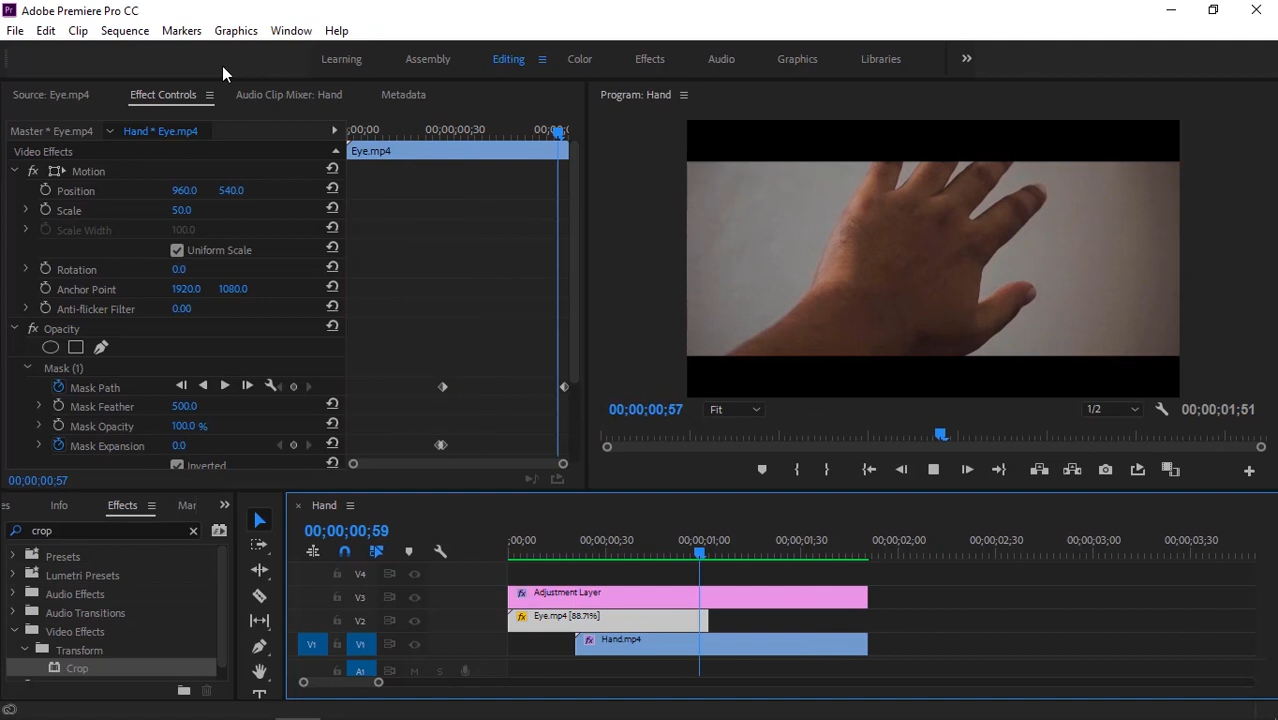 Adobe Premiere Pro CC
File Edit Clip Sequence Markers Graphics Window Help
Learning Assembly Editing Color Effects Audio Graphics Libraries
Source: Eye.mp4 Effect Controls Audio Clip Mixer: Hand Metadata
Program: Hand
Master * Eye.mp4 Hand * Eye.mp4
;00;00 00;00;00;30
Video Effects
Eye.mp4
fx Motion
Position 960.0 540.0
Scale 50.0
Scale Width 100.0
Uniform Scale
Rotation 0.0
Anchor Point 1920.0 1080.0
Anti-flicker Filter 0.00
fx Opacity
Mask (1)
Mask Path
Mask Feather 500.0
Mask Opacity 100.0 %
Mask Expansion 0.0
Inverted
00;00;00;57
00;00;00;57 Fit 1/2 00;00;01;51
Info Effects Mar
crop
Presets
Lumetri Presets
Audio Effects
Audio Transitions
Video Effects
Transform
Crop
Hand
00;00;00;59
;00;00 00;00;00;30 00;00;01;00 00;00;01;30 00;00;02;00 00;00;02;30 00;00;03;00 00;00;03;30
V4
V3 fx Adjustment Layer
V2 fx Eye.mp4 [88.71%]
V1 V1 fx Hand.mp4
A1 M S